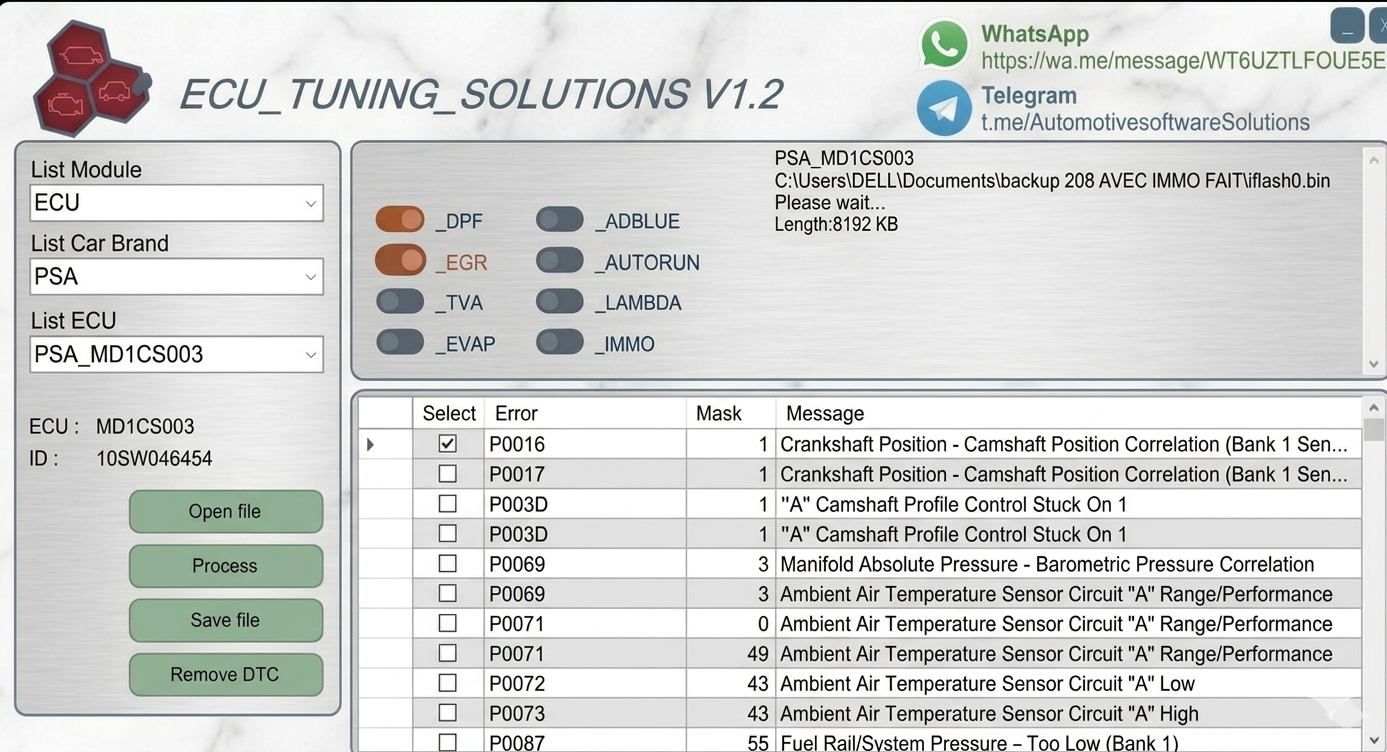 ECU_TUNING_SOLUTIONS V1.2
WhatsApp
https://wa.me/message/WT6UZTLFOUE5E
Telegram
t.me/AutomotivesoftwareSolutions
List Module
ECU
List Car Brand
PSA
List ECU
PSA_MD1CS003
ECU : MD1CS003
ID : 10SW046454
Open file
Process
Save file
Remove DTC
_DPF _ADBLUE
_EGR _AUTORUN
_TVA _LAMBDA
_EVAP _IMMO
PSA_MD1CS003
C:\Users\DELL\Documents\backup 208 AVEC IMMO FAIT\iflash0.bin
Please wait...
Length:8192 KB
Select Error Mask Message
P0016 1 Crankshaft Position - Camshaft Position Correlation (Bank 1 Sen...
P0017 1 Crankshaft Position - Camshaft Position Correlation (Bank 1 Sen...
P003D 1 "A" Camshaft Profile Control Stuck On 1
P003D 1 "A" Camshaft Profile Control Stuck On 1
P0069 3 Manifold Absolute Pressure - Barometric Pressure Correlation
P0069 3 Ambient Air Temperature Sensor Circuit "A" Range/Performance
P0071 0 Ambient Air Temperature Sensor Circuit "A" Range/Performance
P0071 49 Ambient Air Temperature Sensor Circuit "A" Range/Performance
P0072 43 Ambient Air Temperature Sensor Circuit "A" Low
P0073 43 Ambient Air Temperature Sensor Circuit "A" High
P0087 55 Fuel Rail/System Pressure – Too Low (Bank 1)